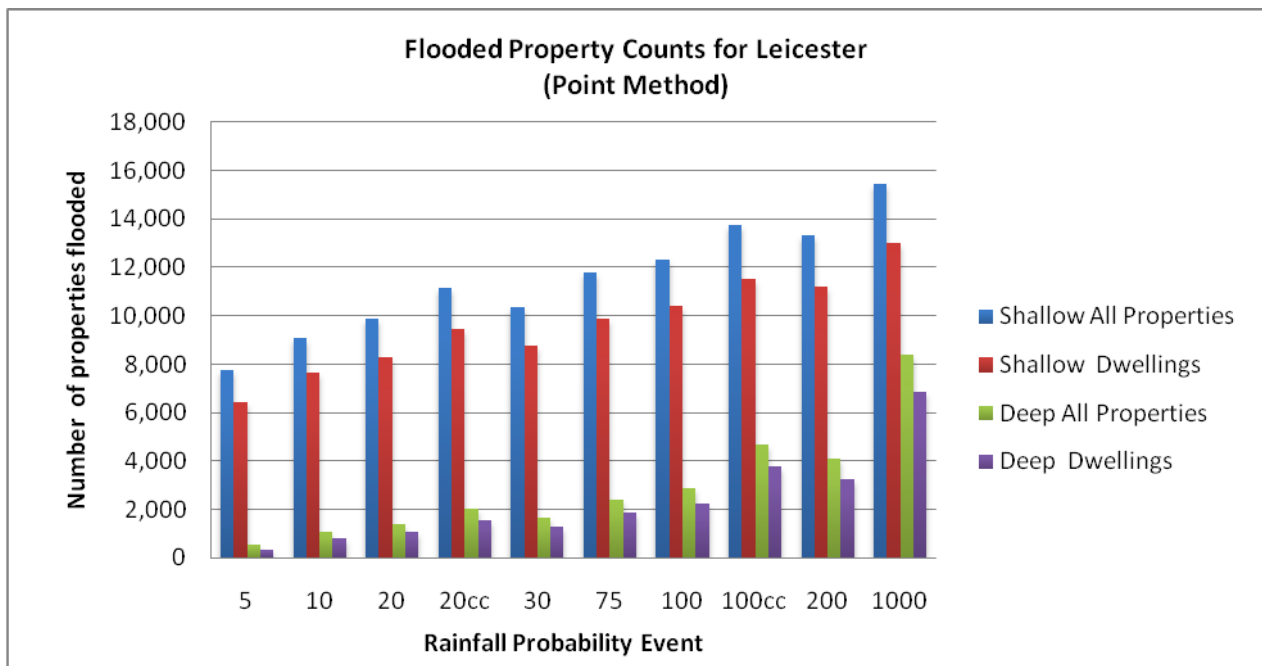 Flooded Property Counts for Leicester
(Point Method)
Number of properties flooded
18,000
16,000
14,000
12,000
10,000
8,000
6,000
4,000
2,000
0
5 10 20 20cc 30 75 100 100cc 200 1000
Rainfall Probability Event
Shallow All Properties
Shallow Dwellings
Deep All Properties
Deep Dwellings